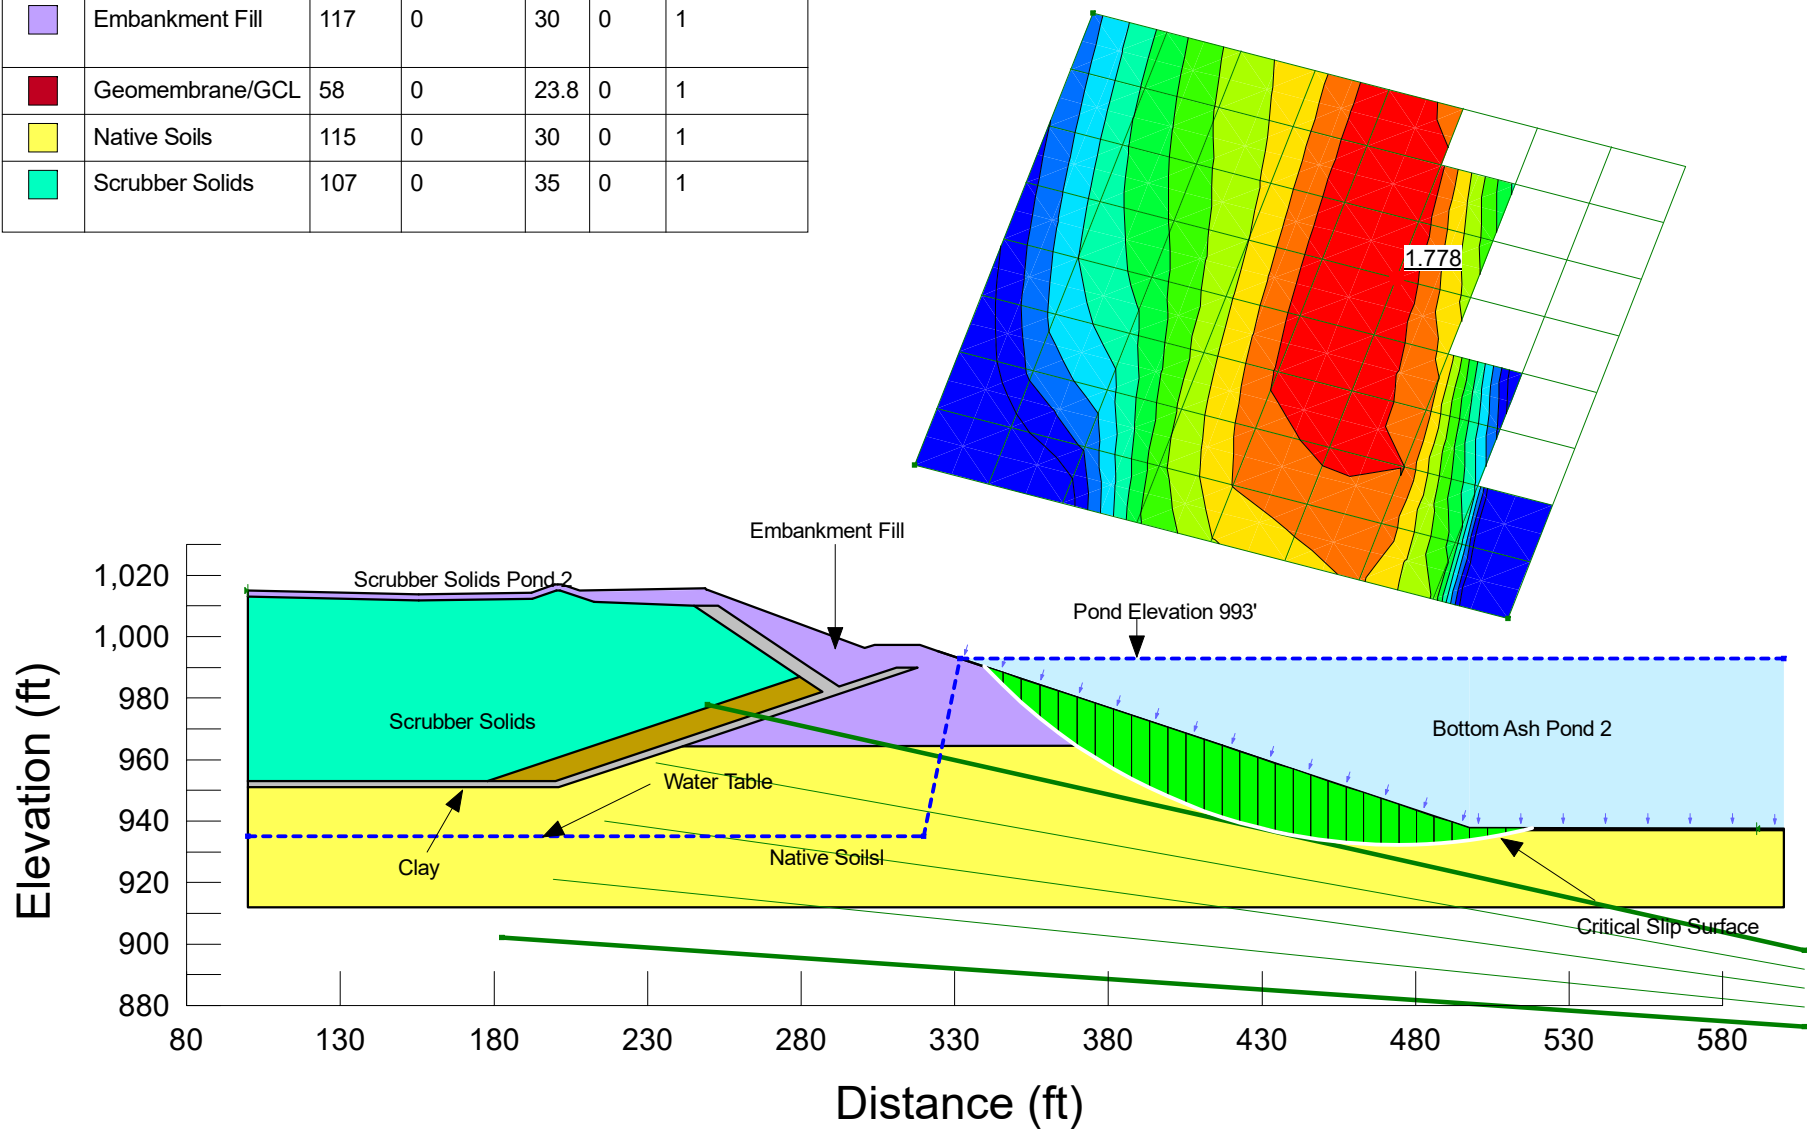 Embankment Fill 117 0 30 0 1
Geomembrane/GCL 58 0 23.8 0 1
Native Soils 115 0 30 0 1
Scrubber Solids 107 0 35 0 1
1.778
Embankment Fill
Scrubber Solids Pond 2
Pond Elevation 993'
Scrubber Solids
Bottom Ash Pond 2
Water Table
Clay
Native Soilsl
Critical Slip Surface
Elevation (ft)
1,020
1,000
980
960
940
920
900
880
80 130 180 230 280 330 380 430 480 530 580
Distance (ft)